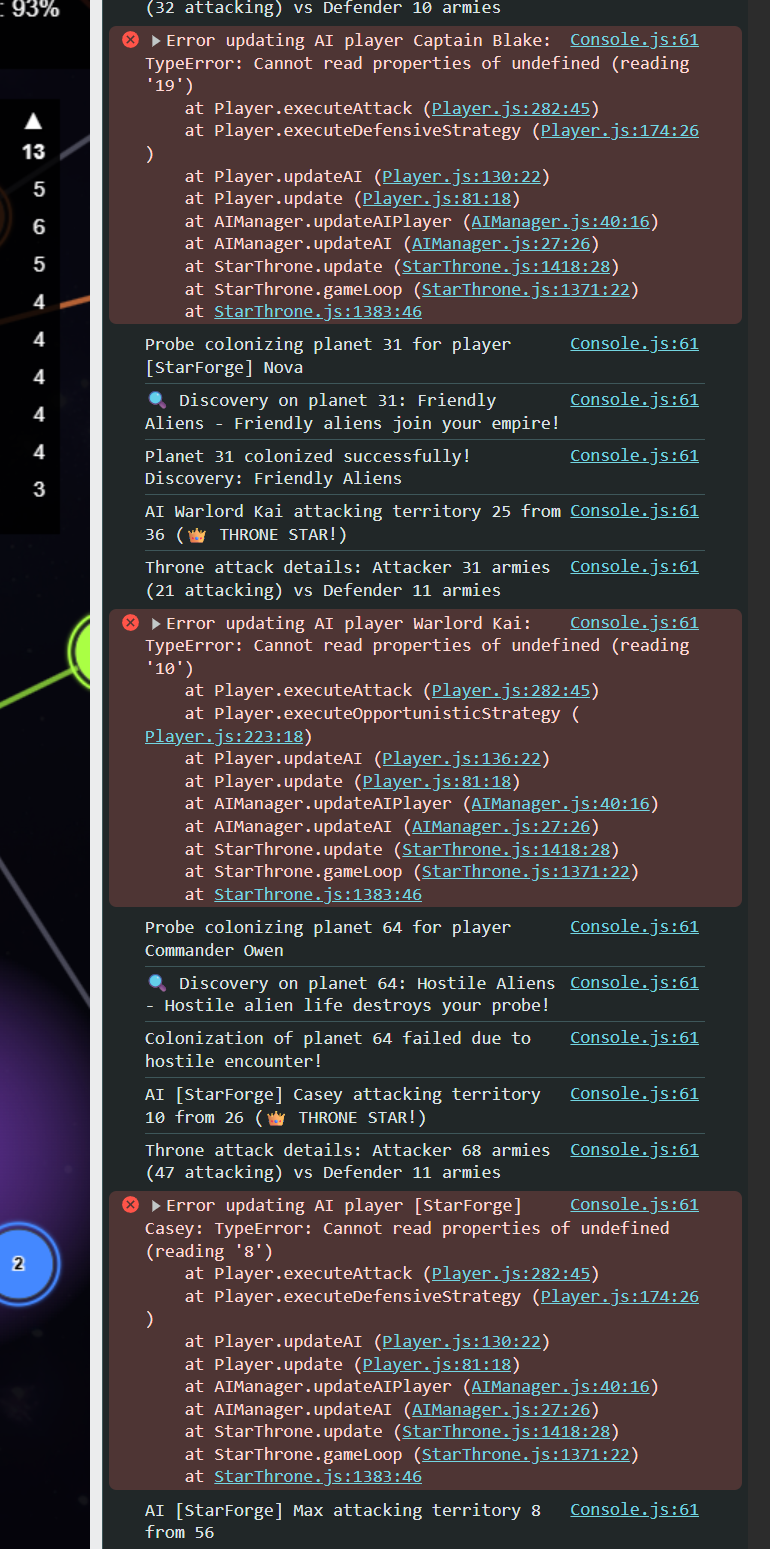 : 93%
▲
13
5
6
5
4
4
4
4
4
3
2
(32 attacking) vs Defender 10 armies
▶Error updating AI player Captain Blake: Console.js:61
TypeError: Cannot read properties of undefined (reading
'19')
at Player.executeAttack (Player.js:282:45)
at Player.executeDefensiveStrategy (Player.js:174:26
)
at Player.updateAI (Player.js:130:22)
at Player.update (Player.js:81:18)
at AIManager.updateAIPlayer (AIManager.js:40:16)
at AIManager.updateAI (AIManager.js:27:26)
at StarThrone.update (StarThrone.js:1418:28)
at StarThrone.gameLoop (StarThrone.js:1371:22)
at StarThrone.js:1383:46
Probe colonizing planet 31 for player Console.js:61
[StarForge] Nova
🔍 Discovery on planet 31: Friendly Console.js:61
Aliens - Friendly aliens join your empire!
Planet 31 colonized successfully! Console.js:61
Discovery: Friendly Aliens
AI Warlord Kai attacking territory 25 from Console.js:61
36 (👑 THRONE STAR!)
Throne attack details: Attacker 31 armies Console.js:61
(21 attacking) vs Defender 11 armies
▶Error updating AI player Warlord Kai: Console.js:61
TypeError: Cannot read properties of undefined (reading
'10')
at Player.executeAttack (Player.js:282:45)
at Player.executeOpportunisticStrategy (
Player.js:223:18)
at Player.updateAI (Player.js:136:22)
at Player.update (Player.js:81:18)
at AIManager.updateAIPlayer (AIManager.js:40:16)
at AIManager.updateAI (AIManager.js:27:26)
at StarThrone.update (StarThrone.js:1418:28)
at StarThrone.gameLoop (StarThrone.js:1371:22)
at StarThrone.js:1383:46
Probe colonizing planet 64 for player Console.js:61
Commander Owen
🔍 Discovery on planet 64: Hostile Aliens Console.js:61
- Hostile alien life destroys your probe!
Colonization of planet 64 failed due to Console.js:61
hostile encounter!
AI [StarForge] Casey attacking territory Console.js:61
10 from 26 (👑 THRONE STAR!)
Throne attack details: Attacker 68 armies Console.js:61
(47 attacking) vs Defender 11 armies
▶Error updating AI player [StarForge] Console.js:61
Casey: TypeError: Cannot read properties of undefined
(reading '8')
at Player.executeAttack (Player.js:282:45)
at Player.executeDefensiveStrategy (Player.js:174:26
)
at Player.updateAI (Player.js:130:22)
at Player.update (Player.js:81:18)
at AIManager.updateAIPlayer (AIManager.js:40:16)
at AIManager.updateAI (AIManager.js:27:26)
at StarThrone.update (StarThrone.js:1418:28)
at StarThrone.gameLoop (StarThrone.js:1371:22)
at StarThrone.js:1383:46
AI [StarForge] Max attacking territory 8 Console.js:61
from 56